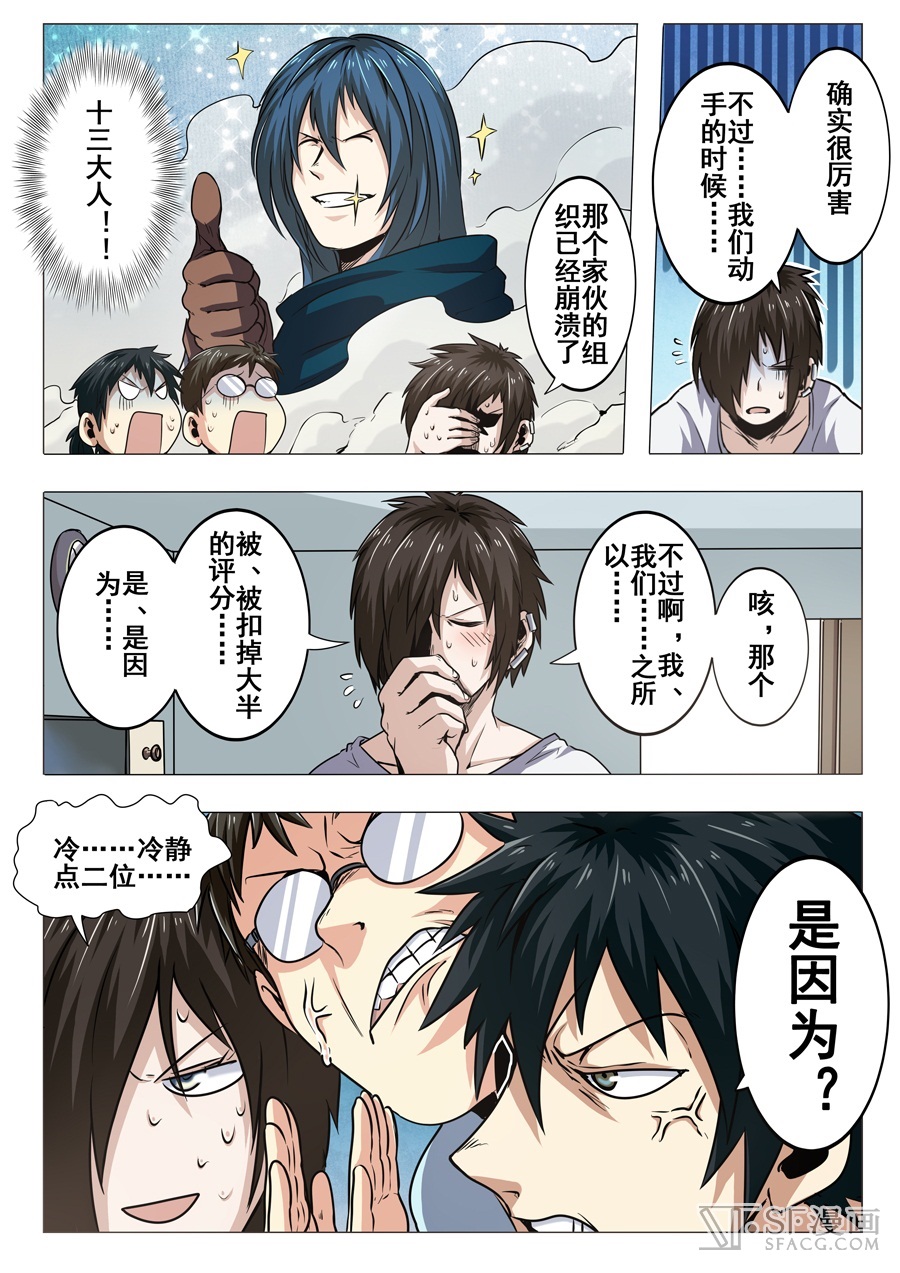 确实很厉害
不过……我们动
手的时候……
那个家伙的组
织已经崩溃了
十三大人！！
咳，那个
不过啊，我、
我们……之所
以……
被、被扣掉大半
的评分……
是、是因
为……
冷……冷静
点二位……
是因为？
SF漫画
SFACG.COM